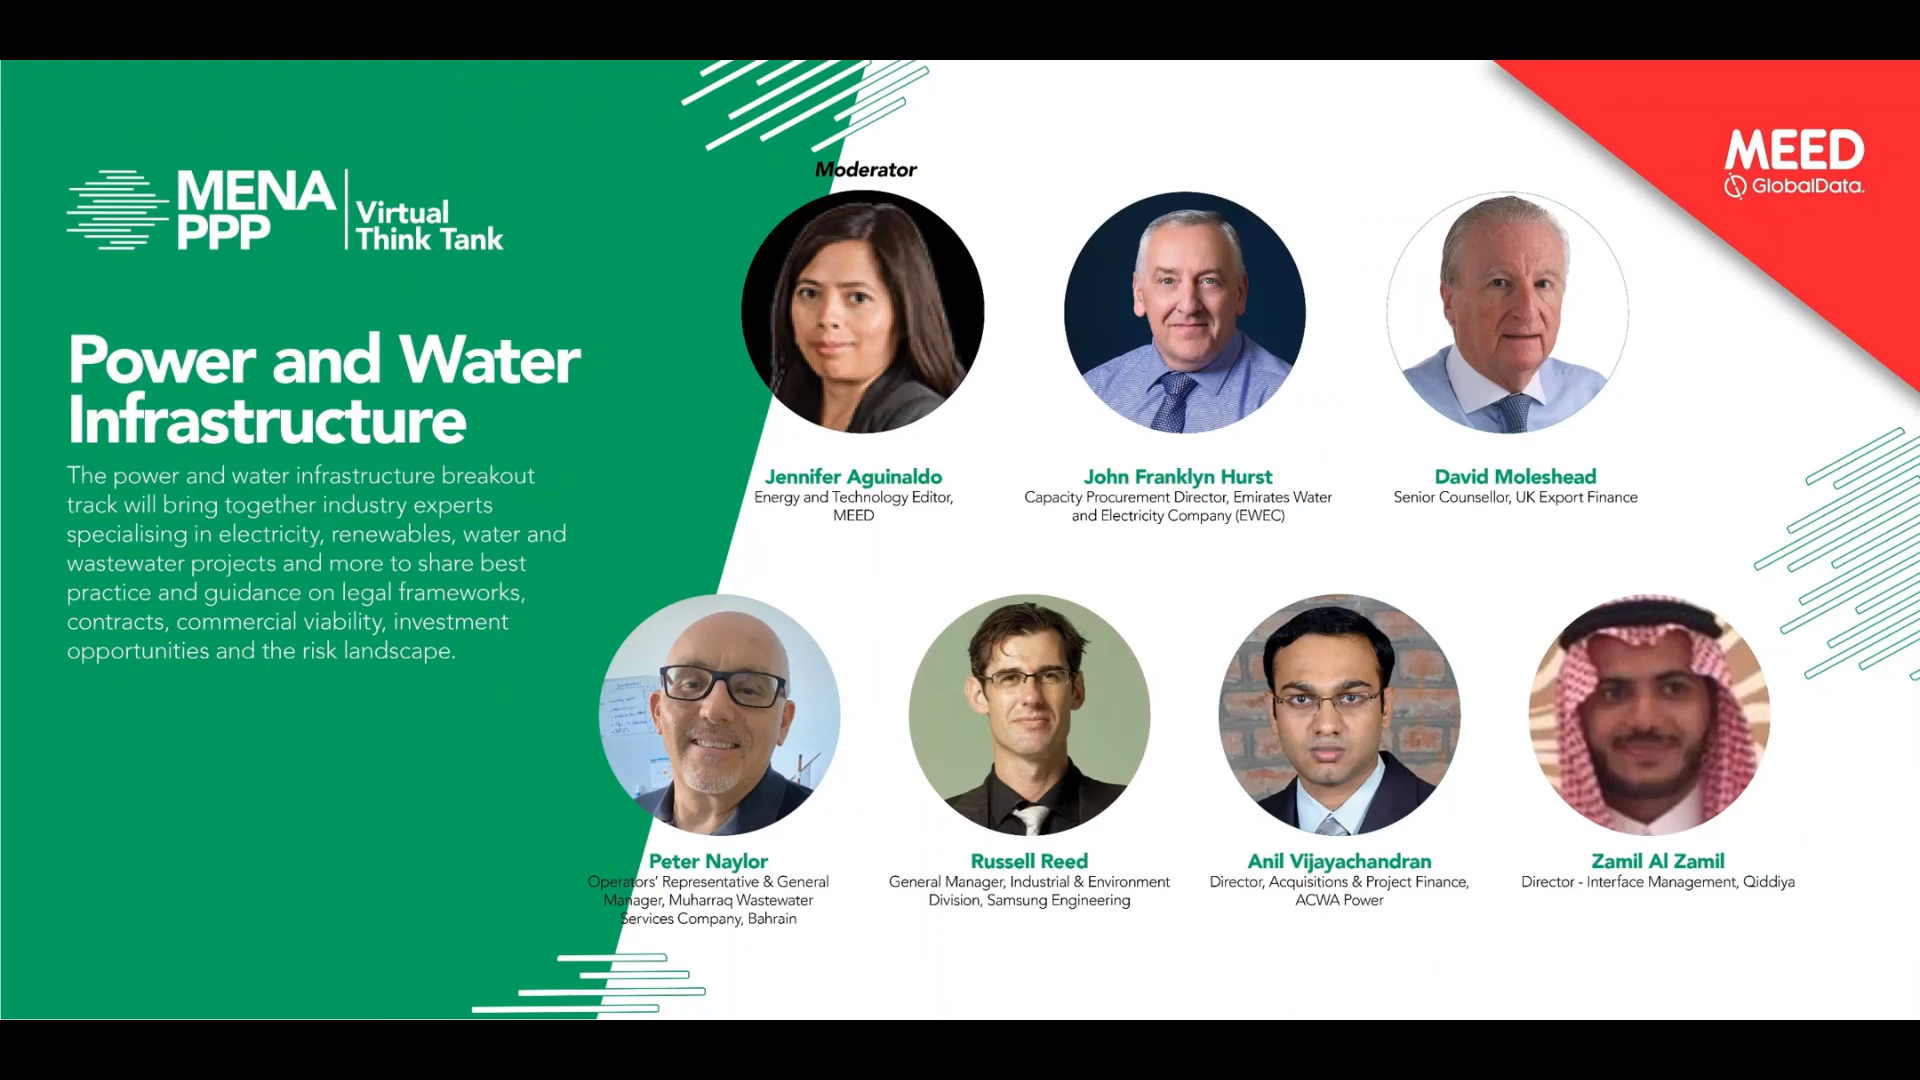 MENA
PPP
Virtual
Think Tank
Power and Water
Infrastructure
The power and water infrastructure breakout
track will bring together industry experts
specialising in electricity, renewables, water and
wastewater projects and more to share best
practice and guidance on legal frameworks,
contracts, commercial viability, investment
opportunities and the risk landscape.
MEED
GlobalData.
Moderator
Jennifer Aguinaldo
Energy and Technology Editor,
MEED
John Franklyn Hurst
Capacity Procurement Director, Emirates Water
and Electricity Company (EWEC)
David Moleshead
Senior Counsellor, UK Export Finance
Peter Naylor
Operators' Representative & General
Manager, Muharraq Wastewater
Services Company, Bahrain
Russell Reed
General Manager, Industrial & Environment
Division, Samsung Engineering
Anil Vijayachandran
Director, Acquisitions & Project Finance,
ACWA Power
Zamil Al Zamil
Director - Interface Management, Qiddiya